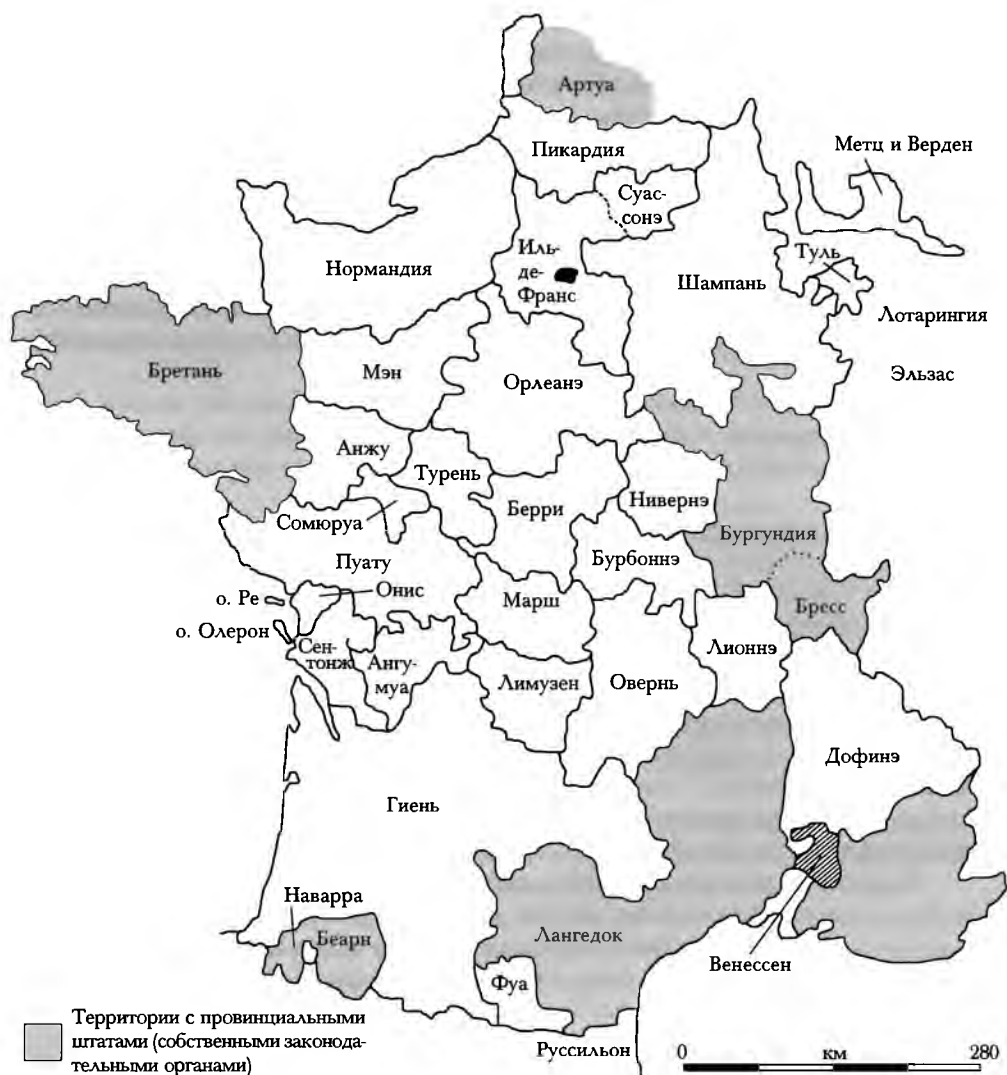 Артуа
Пикардия
Метц и Верден
Суас-
сонэ
Туль
Нормандия
Иль-
де-
Франс
Шампань
Лотарингия
Эльзас
Бретань
Мэн
Орлеанэ
Анжу
Турень
Сомюруа
Берри
Нивернэ
Бургундия
Пуату
Бурбоннэ
Онис
о. Ре
Марш
Бресс
о. Олерон
Сен-
тонж
Ангу-
муа
Лимузен
Овернь
Лионнэ
Дофинэ
Гиень
Наварра
Беарн
Лангедок
Венессен
Фуа
Руссильон
Территории с провинциальными
штатами (собственными законода-
тельными органами)
0 км 280